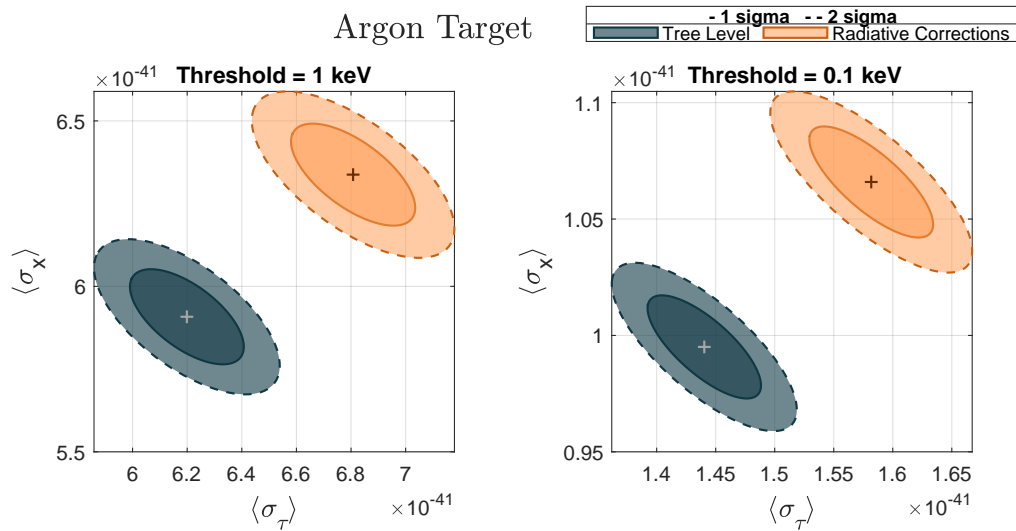 Argon Target
- 1 sigma - - 2 sigma
Tree Level Radiative Corrections
×10⁻⁴¹ Threshold = 1 keV
6.5
6
5.5
⟨σₓ⟩
6 6.2 6.4 6.6 6.8 7
⟨σ_τ⟩ ×10⁻⁴¹
×10⁻⁴¹ Threshold = 0.1 keV
1.1
1.05
1
0.95
⟨σₓ⟩
1.4 1.45 1.5 1.55 1.6 1.65
⟨σ_τ⟩ ×10⁻⁴¹